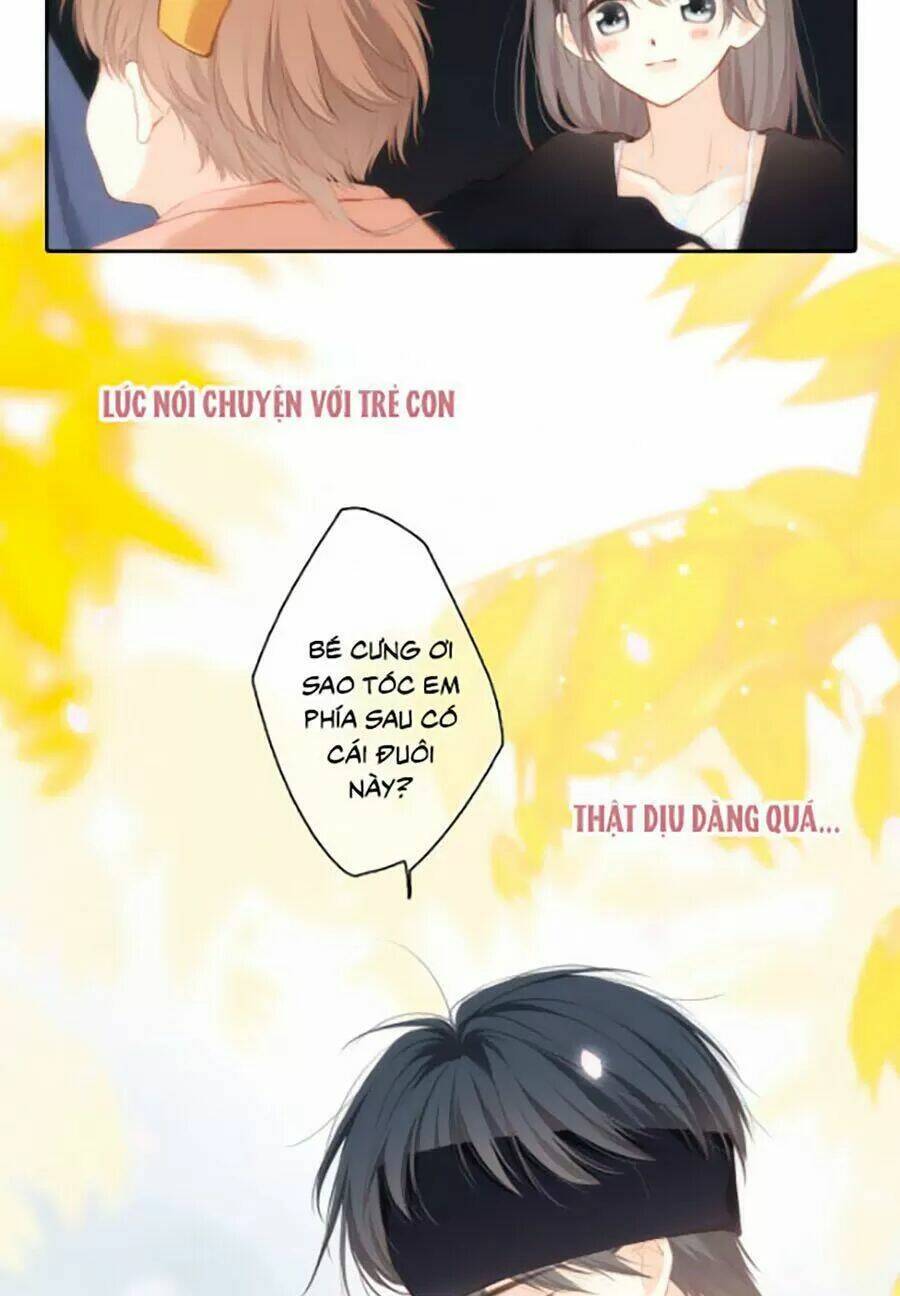 LÚC NÓI CHUYỆN VỚI TRẺ CON
BÉ CƯNG ƠI
SAO TÓC EM
PHÍA SAU CÓ
CÁI ĐUÔI
NÀY?
THẬT DỊU DÀNG QUÁ...